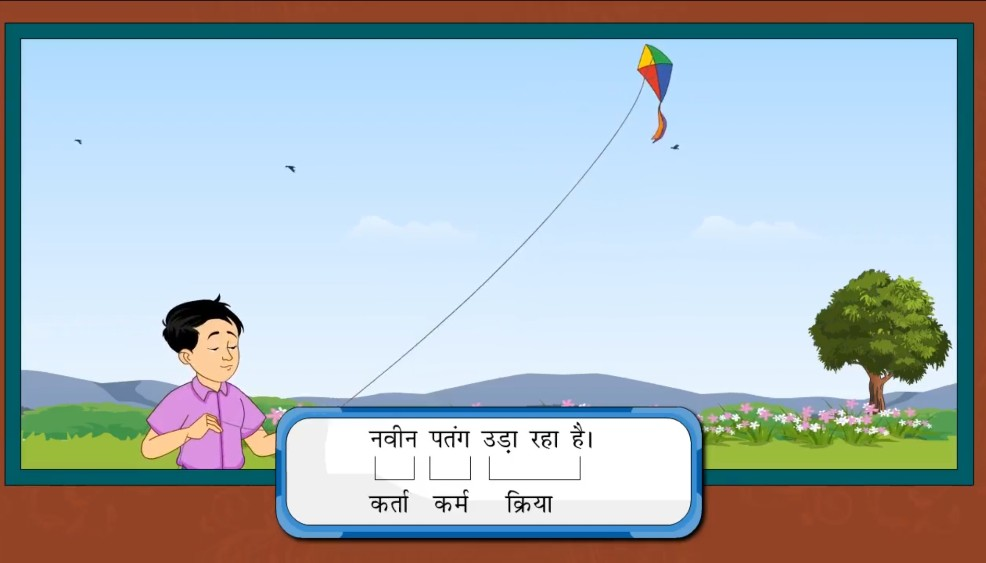 नवीन पतंग उड़ा रहा है।
कर्ता कर्म क्रिया